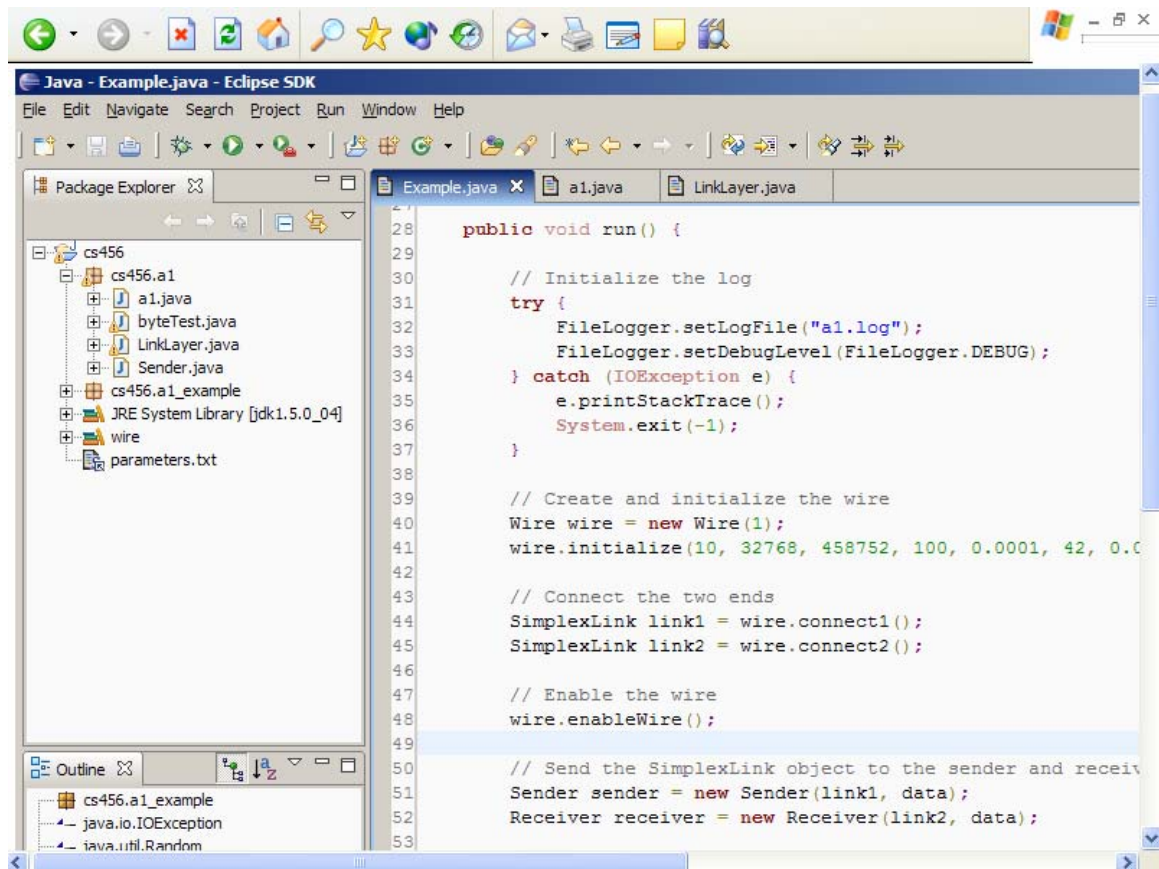 Java - Example.java - Eclipse SDK
File Edit Navigate Search Project Run Window Help
Package Explorer
cs456
cs456.a1
a1.java
byteTest.java
LinkLayer.java
Sender.java
cs456.a1_example
JRE System Library [jdk1.5.0_04]
wire
parameters.txt
Outline
cs456.a1_example
java.io.IOException
java.util.Random
Example.java a1.java LinkLayer.java
27
28 public void run() {
29
30 // Initialize the log
31 try {
32 FileLogger.setLogFile("a1.log");
33 FileLogger.setDebugLevel(FileLogger.DEBUG);
34 } catch (IOException e) {
35 e.printStackTrace();
36 System.exit(-1);
37 }
38
39 // Create and initialize the wire
40 Wire wire = new Wire(1);
41 wire.initialize(10, 32768, 458752, 100, 0.0001, 42, 0.0
42
43 // Connect the two ends
44 SimplexLink link1 = wire.connect1();
45 SimplexLink link2 = wire.connect2();
46
47 // Enable the wire
48 wire.enableWire();
49
50 // Send the SimplexLink object to the sender and receiv
51 Sender sender = new Sender(link1, data);
52 Receiver receiver = new Receiver(link2, data);
53